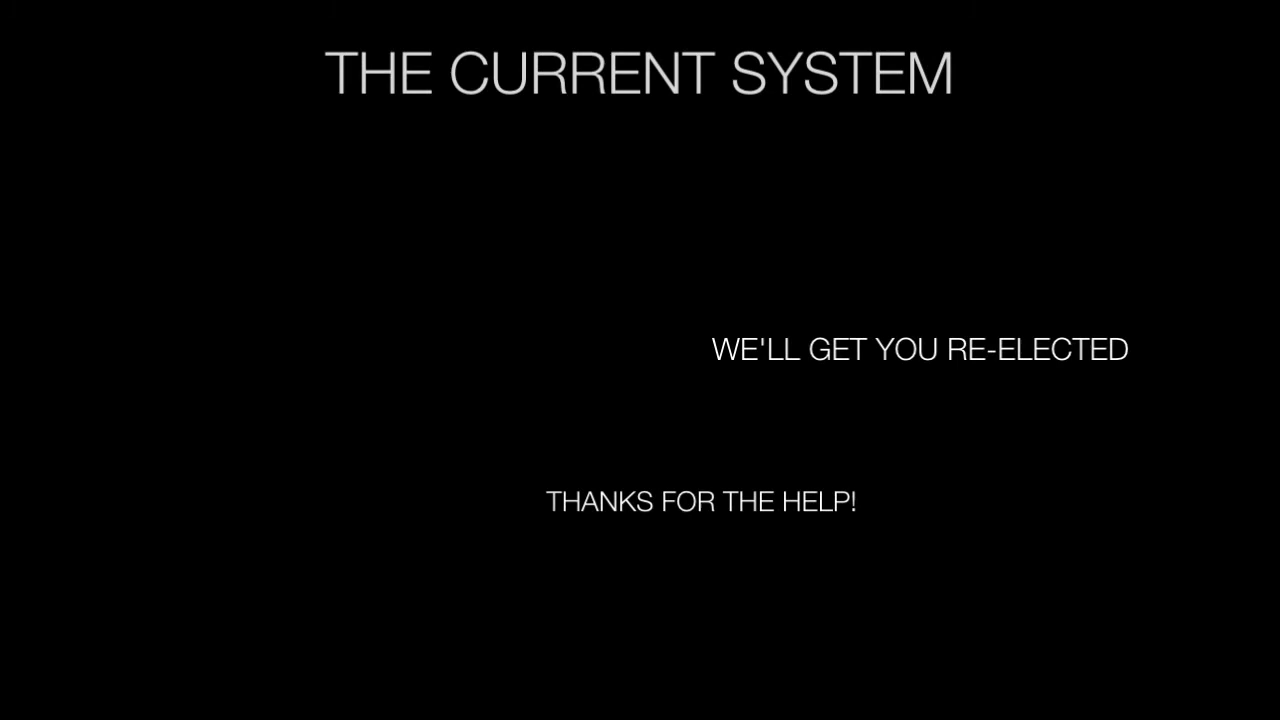 THE CURRENT SYSTEM
WE'LL GET YOU RE-ELECTED
THANKS FOR THE HELP!